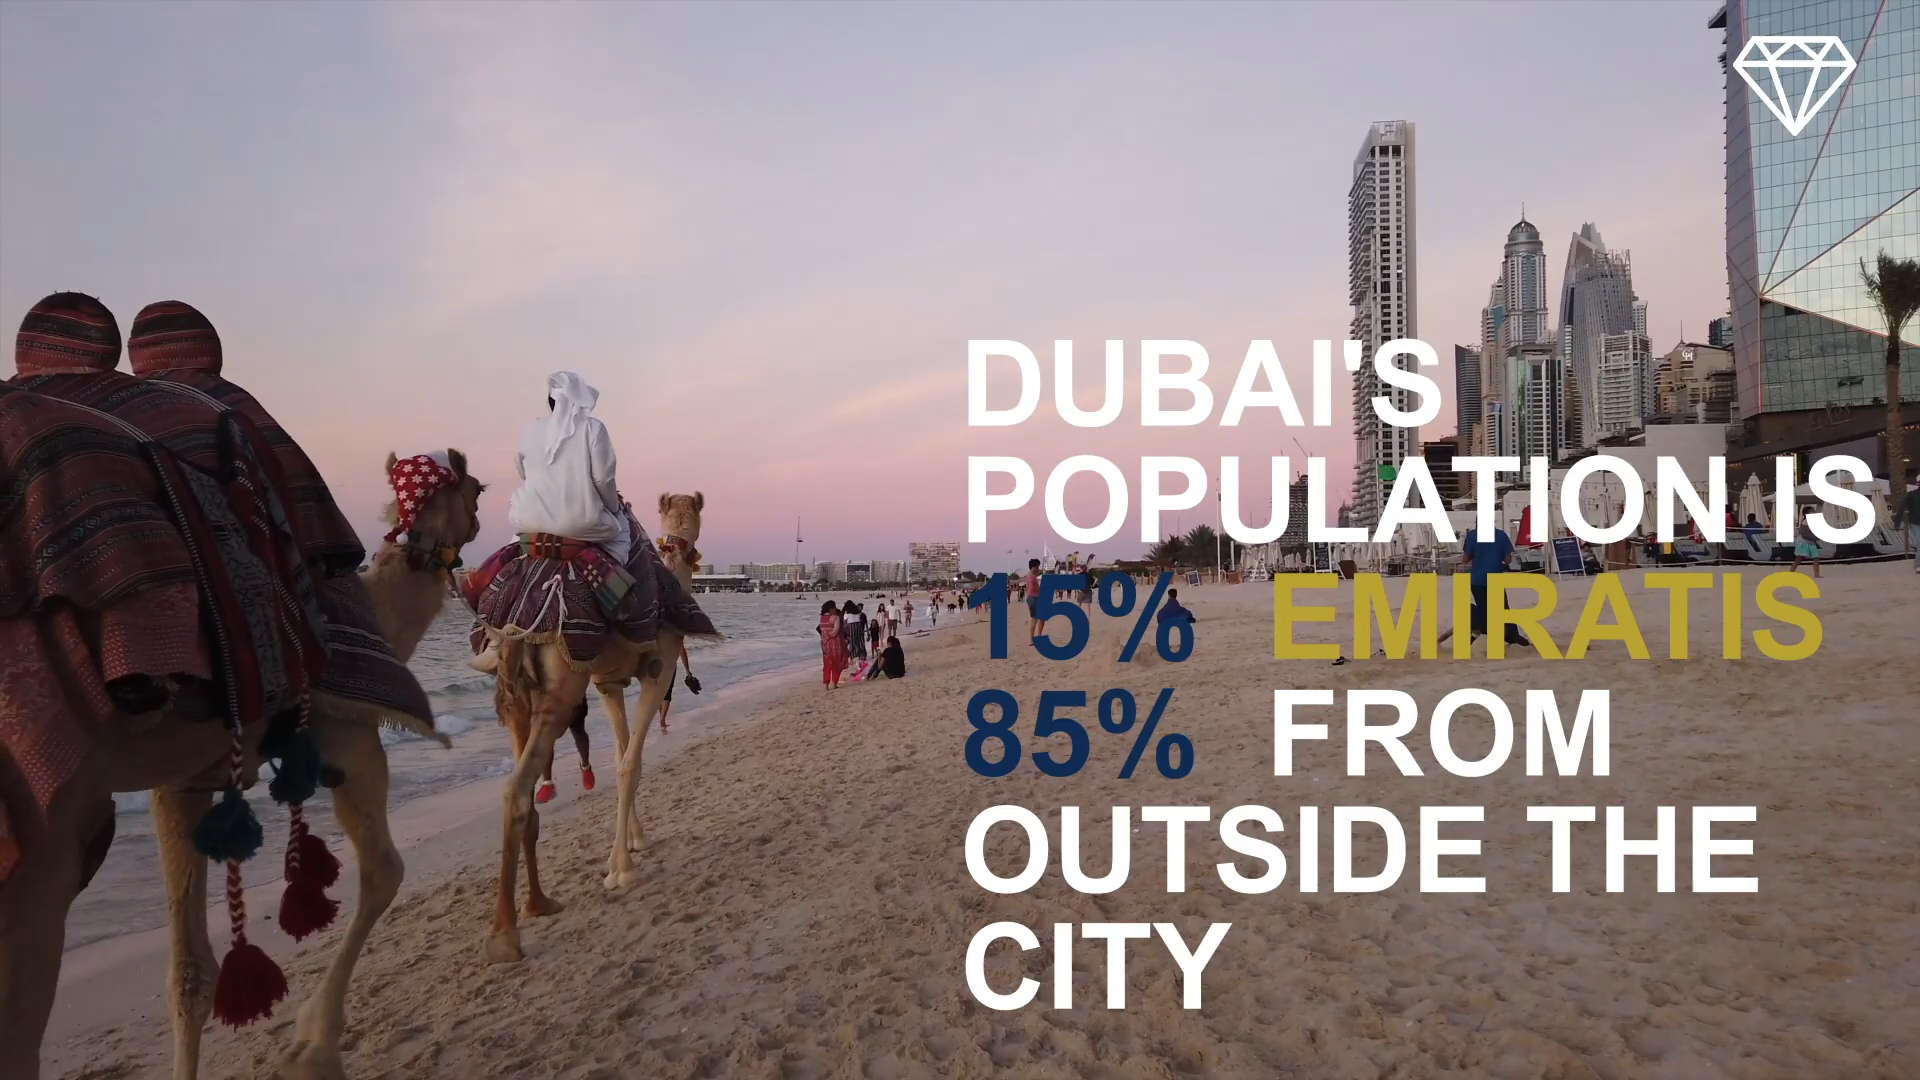 DUBAI'S
POPULATION IS
15% EMIRATIS
85% FROM
OUTSIDE THE
CITY